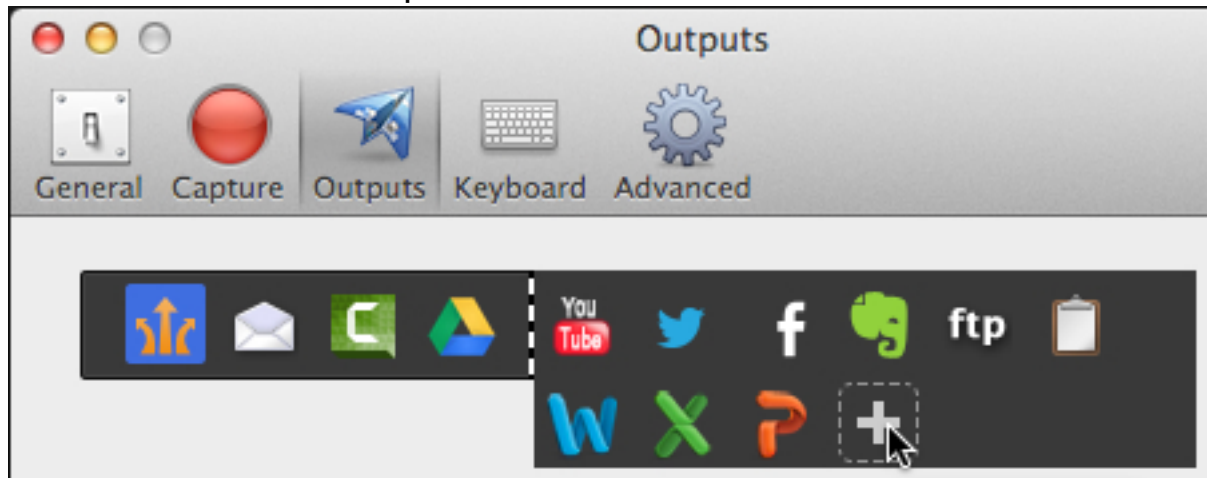 Outputs
General Capture Outputs Keyboard Advanced
You
Tube
f ftp
W X P